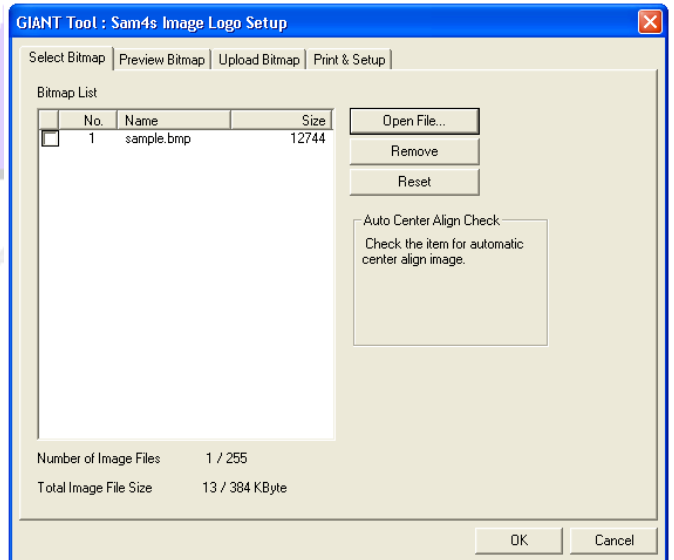 GIANT Tool : Sam4s Image Logo Setup
Select Bitmap Preview Bitmap Upload Bitmap Print & Setup
Bitmap List
No. Name Size
1 sample.bmp 12744
Open File...
Remove
Reset
Auto Center Align Check
Check the item for automatic
center align image.
Number of Image Files 1 / 255
Total Image File Size 13 / 384 KByte
OK Cancel